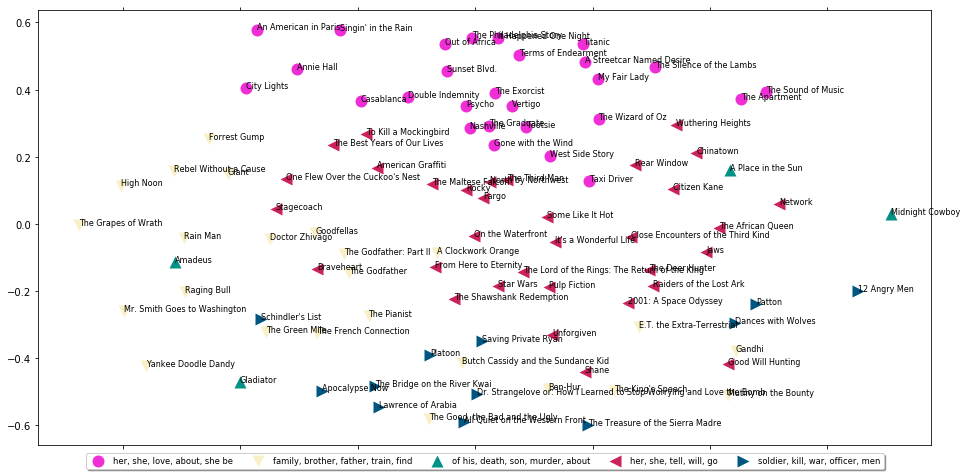 0.6
An American in Paris
Singin' in the Rain
The Philadelphia Story
It Happened One Night
Out of Africa
Titanic
Terms of Endearment
A Streetcar Named Desire
The Silence of the Lambs
Annie Hall
Sunset Blvd.
My Fair Lady
0.4
City Lights
Casablanca
Double Indemnity
The Exorcist
The Sound of Music
The Apartment
Psycho
Vertigo
The Wizard of Oz
Wuthering Heights
Nashville
The Graduate
Tootsie
Forrest Gump
To Kill a Mockingbird
The Best Years of Our Lives
Gone with the Wind
Chinatown
0.2
West Side Story
Rebel Without a Cause
Giant
American Graffiti
Rear Window
A Place in the Sun
High Noon
One Flew Over the Cuckoo's Nest
The Maltese Falcon
North by Northwest
The Third Man
Taxi Driver
Rocky
Fargo
Citizen Kane
Network
Stagecoach
Some Like It Hot
Midnight Cowboy
0.0
The Grapes of Wrath
The African Queen
Rain Man
Doctor Zhivago
Goodfellas
On the Waterfront
It's a Wonderful Life
Close Encounters of the Third Kind
The Godfather: Part II
A Clockwork Orange
Jaws
Amadeus
Braveheart
The Godfather
From Here to Eternity
The Lord of the Rings: The Return of the King
The Deer Hunter
−0.2
Raging Bull
Star Wars
Pulp Fiction
Raiders of the Lost Ark
12 Angry Men
The Shawshank Redemption
2001: A Space Odyssey
Patton
Mr. Smith Goes to Washington
Schindler's List
The Pianist
E.T. the Extra-Terrestrial
Dances with Wolves
The Green Mile
The French Connection
Unforgiven
Saving Private Ryan
Gandhi
−0.4
Yankee Doodle Dandy
Platoon
Butch Cassidy and the Sundance Kid
Good Will Hunting
Shane
Gladiator
Apocalypse Now
The Bridge on the River Kwai
Ben-Hur
The King's Speech
Dr. Strangelove or: How I Learned to Stop Worrying and Love the Bomb
Mutiny on the Bounty
Lawrence of Arabia
The Good, the Bad and the Ugly
All Quiet on the Western Front
The Treasure of the Sierra Madre
−0.6
her, she, love, about, she be
family, brother, father, train, find
of his, death, son, murder, about
her, she, tell, will, go
soldier, kill, war, officer, men